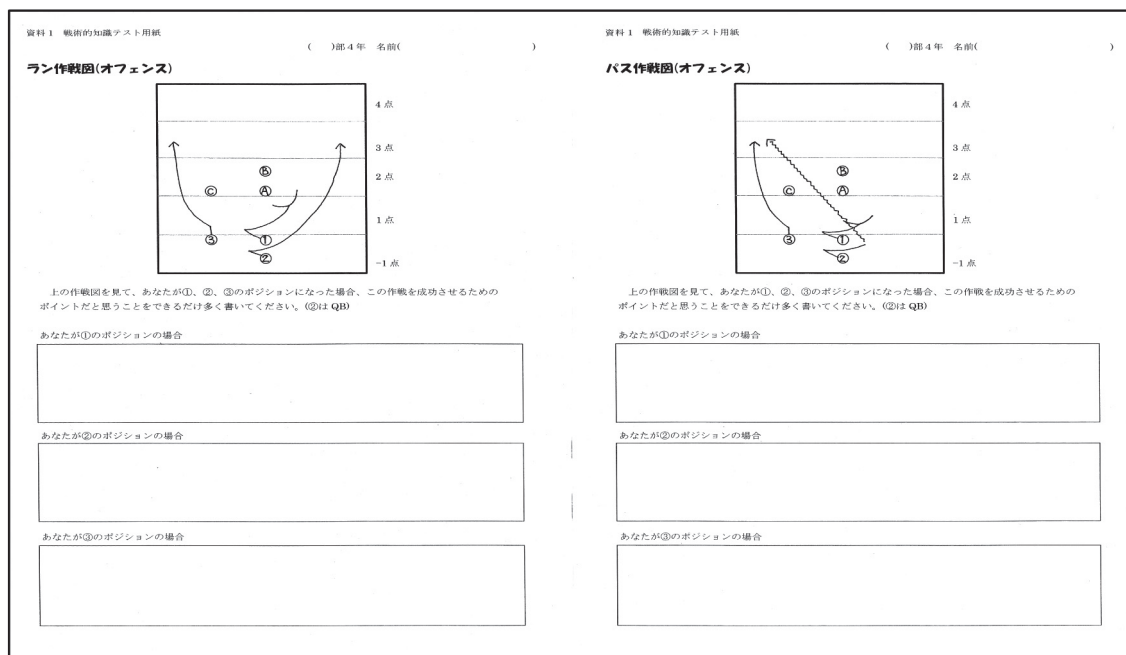 資料1 戦術的知識テスト用紙
( )部4年 名前( )
ラン作戦図(オフェンス)
4点
3点
2点
1点
-1点
Ⓑ
Ⓒ Ⓐ
③ ①
②
上の作戦図を見て、あなたが①、②、③のポジションになった場合、この作戦を成功させるための
ポイントだと思うことをできるだけ多く書いてください。(②は QB)
あなたが①のポジションの場合
あなたが②のポジションの場合
あなたが③のポジションの場合
資料1 戦術的知識テスト用紙
( )部4年 名前( )
パス作戦図(オフェンス)
4点
3点
2点
1点
-1点
Ⓑ
Ⓒ Ⓐ
③ ①
②
上の作戦図を見て、あなたが①、②、③のポジションになった場合、この作戦を成功させるための
ポイントだと思うことをできるだけ多く書いてください。(②は QB)
あなたが①のポジションの場合
あなたが②のポジションの場合
あなたが③のポジションの場合